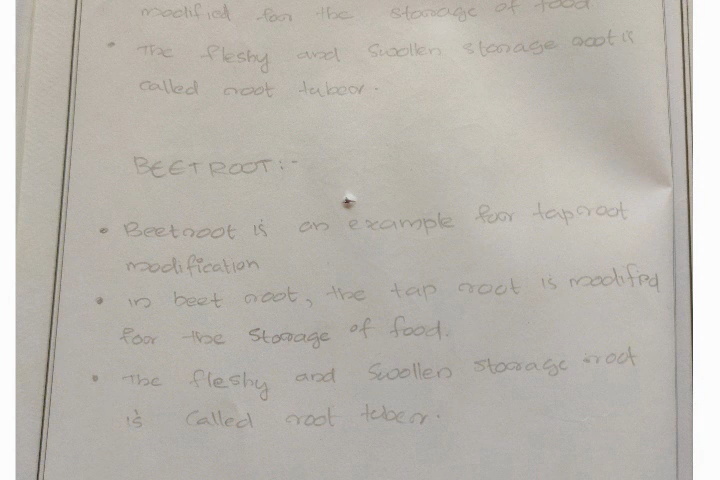 modified for the storage of food
• The fleshy and swollen storage root is
called root tuber.
BEETROOT:-
• Beetroot is an example for taproot
modification
• in beet root, the tap root is modified
for the storage of food.
• The fleshy and swollen storage root
is called root tuber.